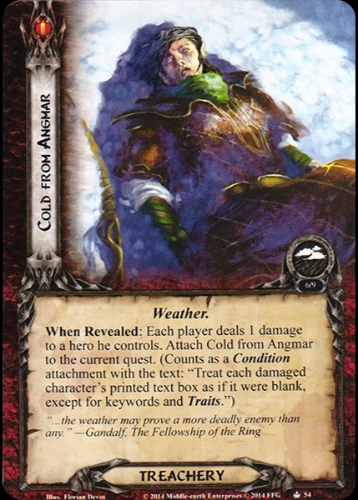 COLD FROM ANGMAR
6/9
Weather.
When Revealed: Each player deals 1 damage
to a hero he controls. Attach Cold from Angmar
to the current quest. (Counts as a Condition
attachment with the text: “Treat each damaged
character’s printed text box as if it were blank,
except for keywords and Traits.”)
“...the weather may prove a more deadly enemy than
any.” —Gandalf, The Fellowship of the Ring
TREACHERY
Illus. Florian Devos
© 2014 Middle-earth Enterprises © 2014 FFG
54